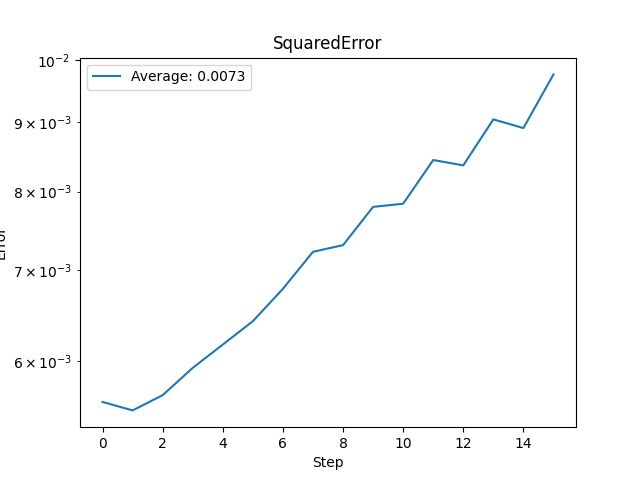 SquaredError
Average: 0.0073
10⁻²
9 × 10⁻³
8 × 10⁻³
7 × 10⁻³
6 × 10⁻³
Error
0 2 4 6 8 10 12 14
Step